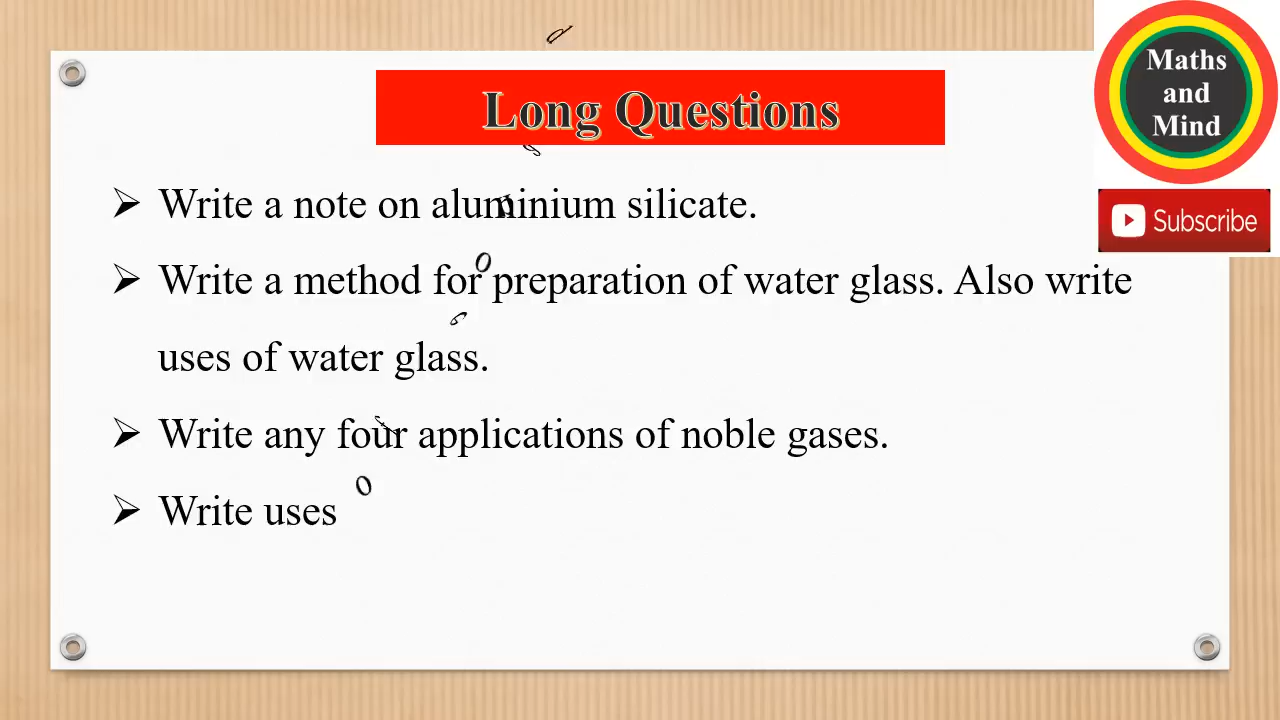 Long Questions
Maths
and
Mind
Subscribe
Write a note on aluminium silicate.
Write a method for preparation of water glass. Also write
uses of water glass.
Write any four applications of noble gases.
Write uses